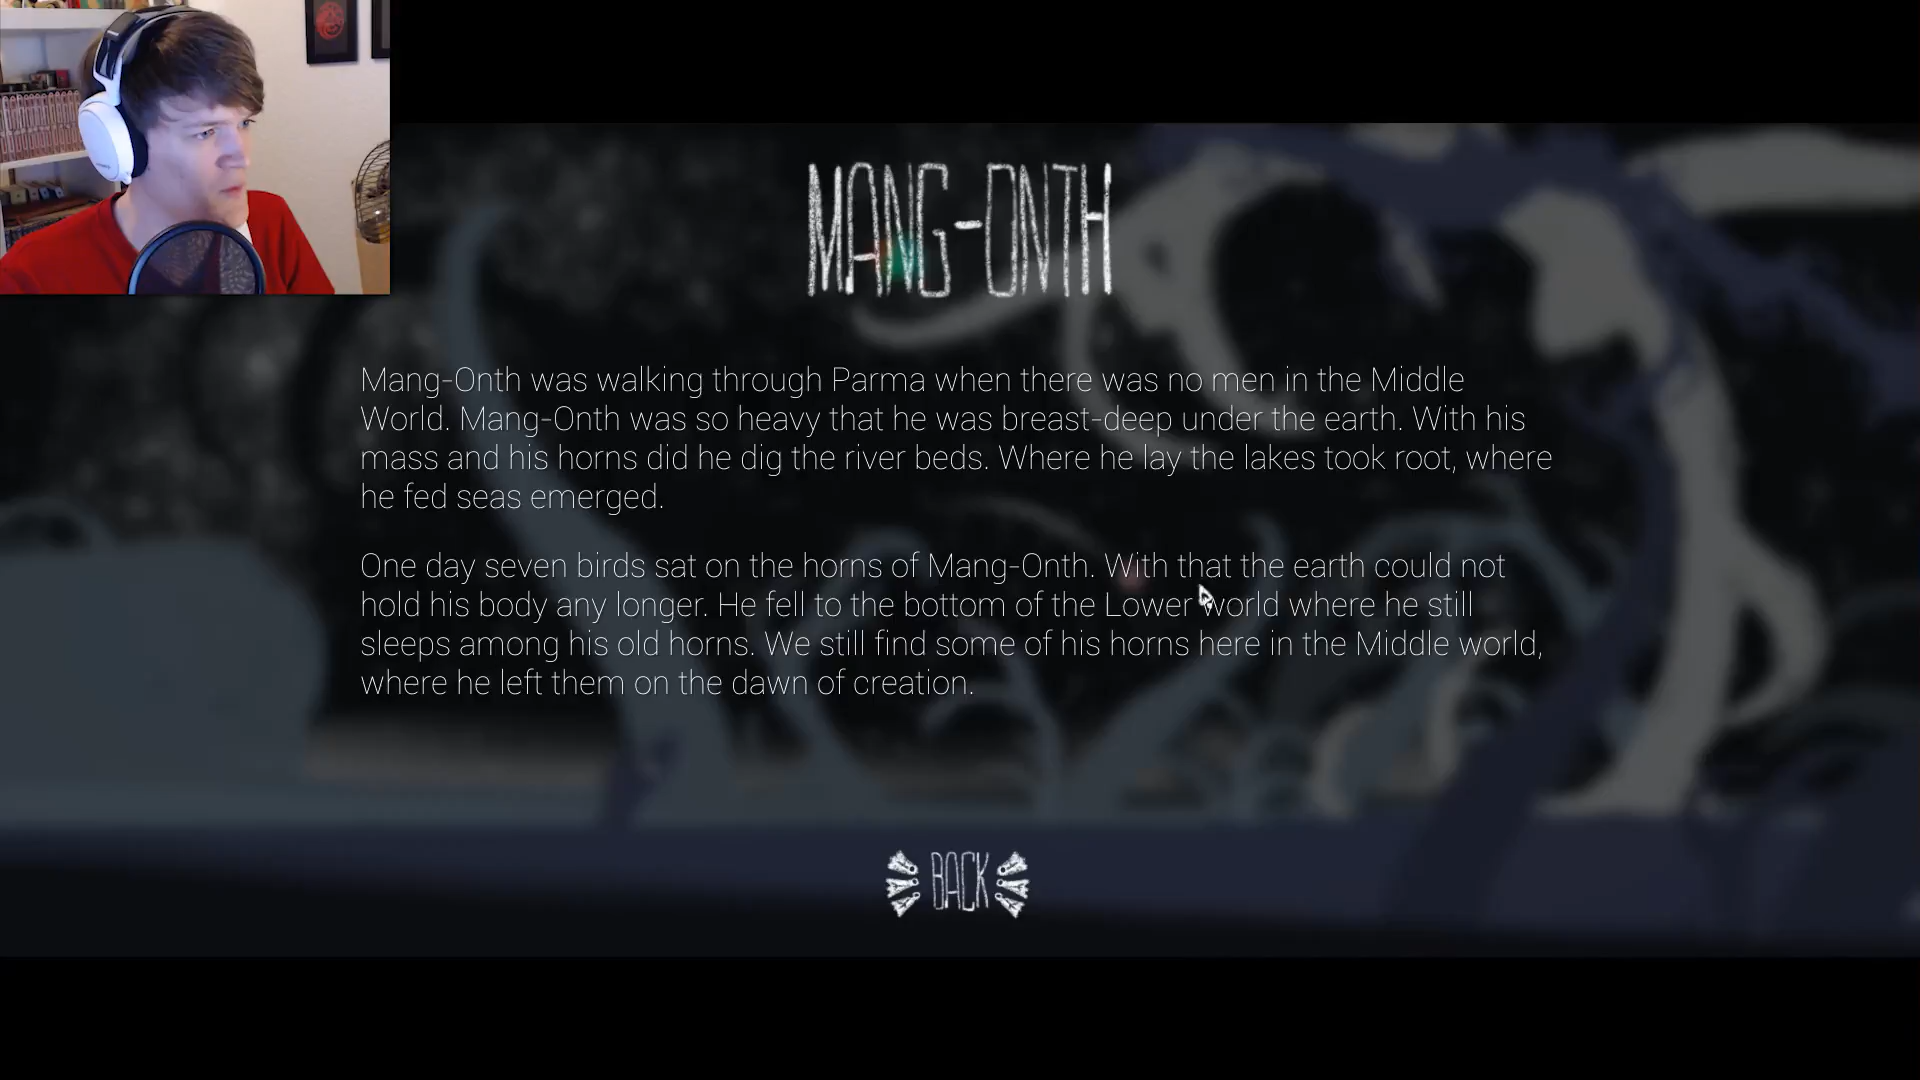 MANG-ONTH
Mang-Onth was walking through Parma when there was no men in the Middle
World. Mang-Onth was so heavy that he was breast-deep under the earth. With his
mass and his horns did he dig the river beds. Where he lay the lakes took root, where
he fed seas emerged.
One day seven birds sat on the horns of Mang-Onth. With that the earth could not
hold his body any longer. He fell to the bottom of the Lower world where he still
sleeps among his old horns. We still find some of his horns here in the Middle world,
where he left them on the dawn of creation.
BACK